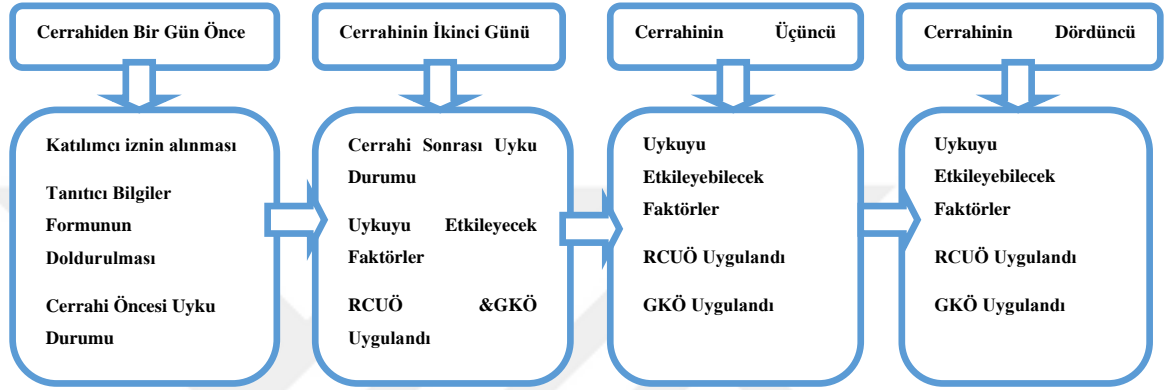 Cerrahiden Bir Gün Önce
Cerrahinin İkinci Günü
Cerrahinin Üçüncü
Cerrahinin Dördüncü
Katılımcı iznin alınması
Tanıtıcı Bilgiler
Formunun
Doldurulması
Cerrahi Öncesi Uyku
Durumu
Cerrahi Sonrası Uyku
Durumu
Uykuyu Etkileyecek
Faktörler
RCUÖ &GKÖ
Uygulandı
Uykuyu
Etkileyebilecek
Faktörler
RCUÖ Uygulandı
GKÖ Uygulandı
Uykuyu
Etkileyebilecek
Faktörler
RCUÖ Uygulandı
GKÖ Uygulandı